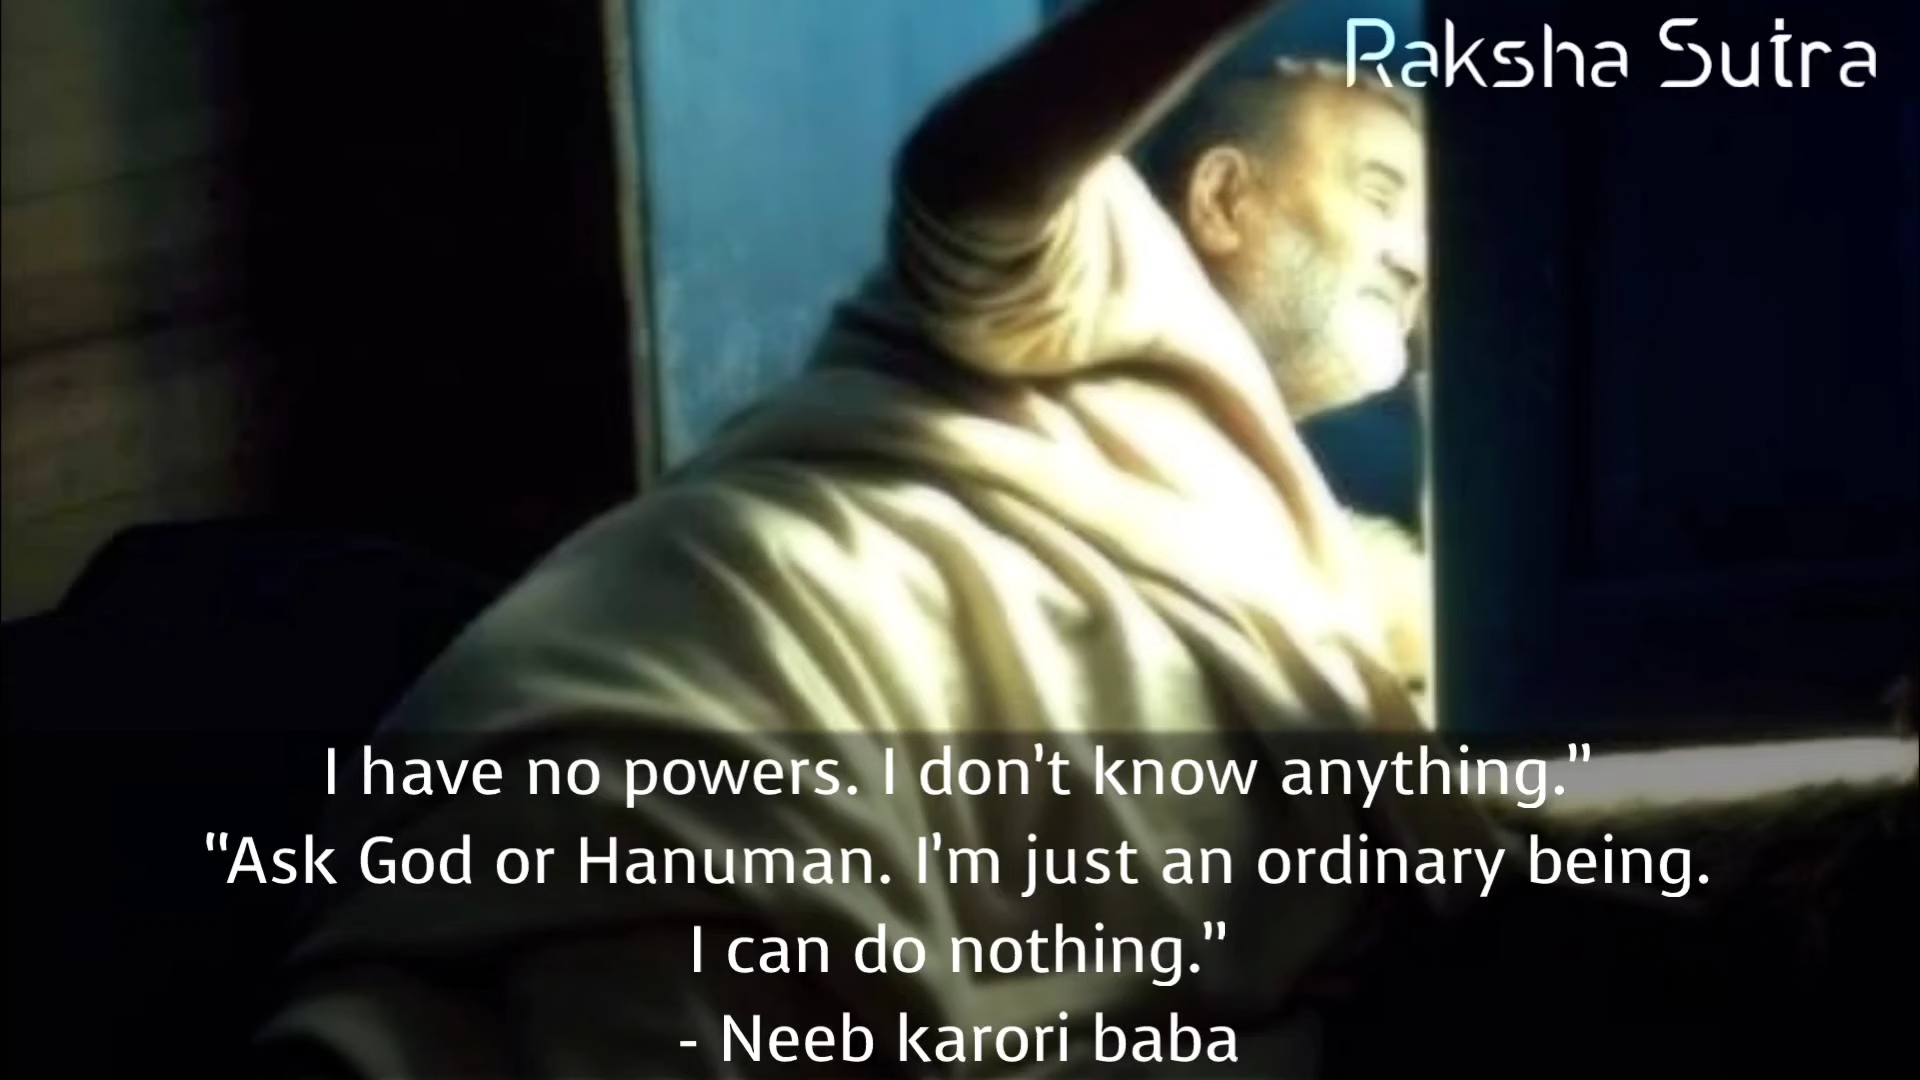 Raksha Sutra
I have no powers. I don’t know anything.”
“Ask God or Hanuman. I’m just an ordinary being.
I can do nothing.”
- Neeb karori baba